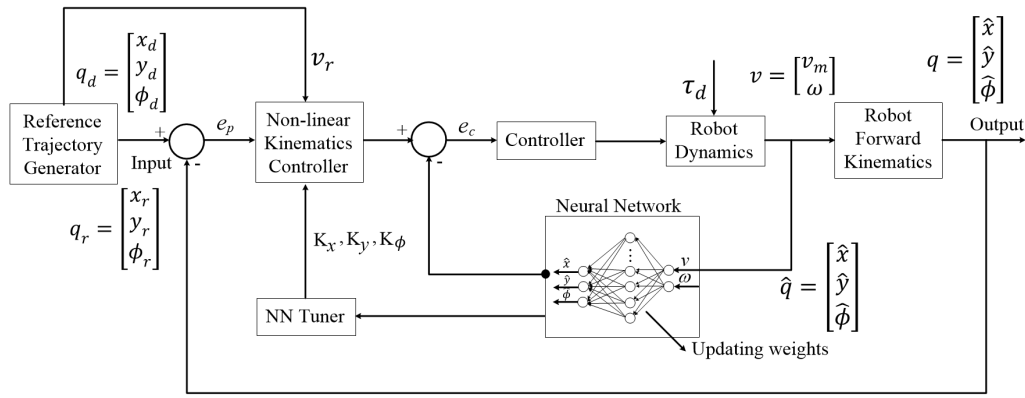 q_d = [x_d y_d ϕ_d]
v_r
Reference
Trajectory
Generator
+
Input
-
q_r = [x_r y_r ϕ_r]
e_p
Non-linear
Kinematics
Controller
+
-
e_c
Controller
τ_d
Robot
Dynamics
v = [v_m ω]
Robot
Forward
Kinematics
q = [x̂ ŷ ϕ̂]
Output
K_x, K_y, K_ϕ
NN Tuner
Neural Network
x̂
ŷ
ϕ̂
⋮
v
ω
q̂ = [x̂ ŷ ϕ̂]
Updating weights